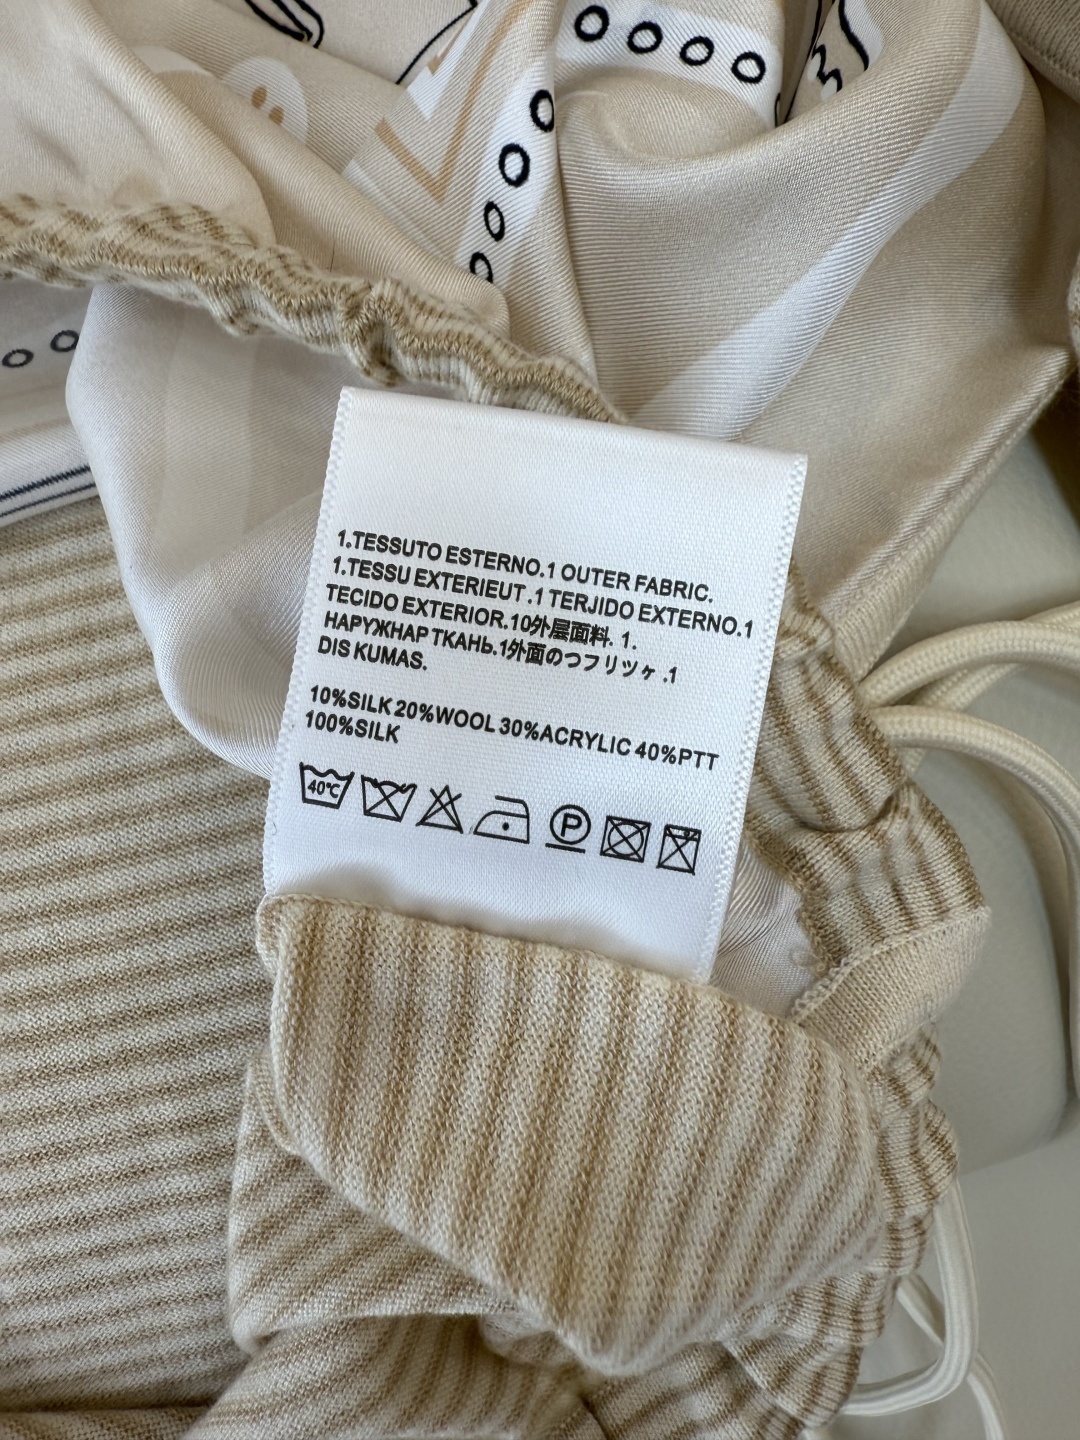 1.TESSUTO ESTERNO.1 OUTER FABRIC.
1.TESSU EXTERIEUT .1 TERJIDO EXTERNO.1
TECIDO EXTERIOR.10外层面料. 1.
НАРУЖНАР ТКАНЬ.1外面のつフリツヶ .1
DIS KUMAS.
10%SILK 20%WOOL 30%ACRYLIC 40%PTT
100%SILK
40℃
P